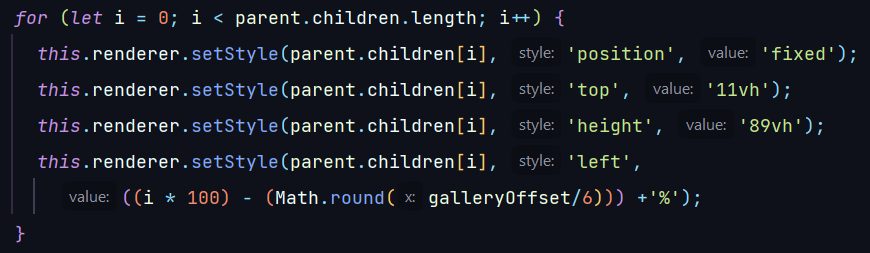 for (let i = 0; i < parent.children.length; i++) {
this.renderer.setStyle(parent.children[i], style: 'position', value: 'fixed');
this.renderer.setStyle(parent.children[i], style: 'top', value: '11vh');
this.renderer.setStyle(parent.children[i], style: 'height', value: '89vh');
this.renderer.setStyle(parent.children[i], style: 'left',
value: ((i * 100) - (Math.round( x: galleryOffset/6))) +'%');
}